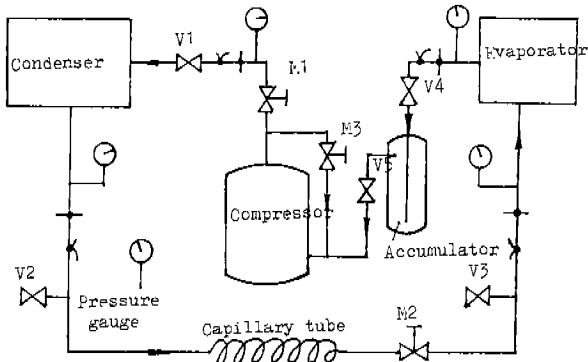 V1
Condenser
M1
V4
Evaporator
M3
V5
Compressor
Accumulator
V2
Pressure
gauge
V3
Capillary tube
M2